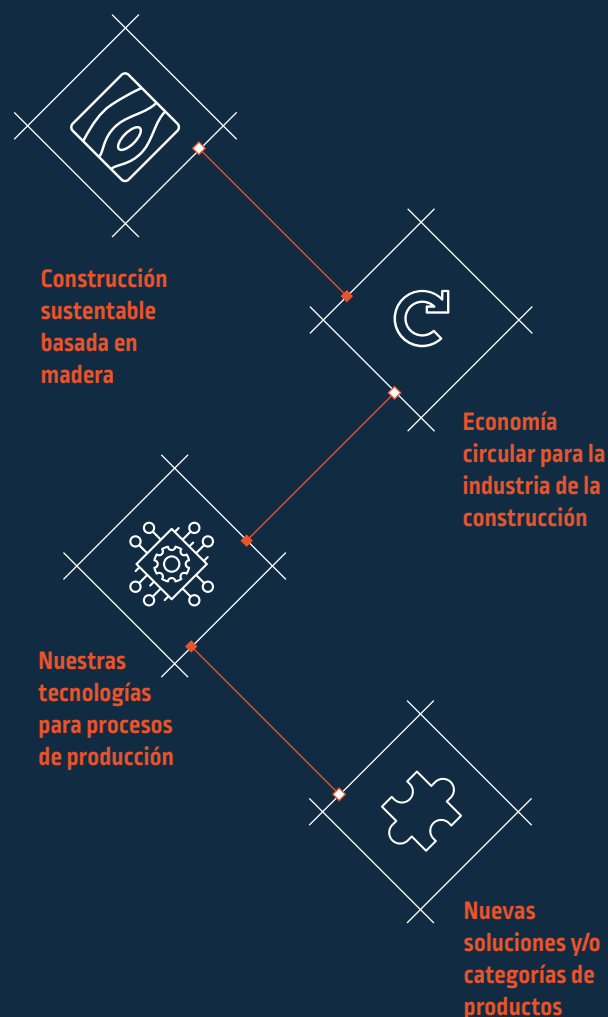 Construcción
sustentable
basada en
madera
Economía
circular para la
industria de la
construcción
Nuestras
tecnologías
para procesos
de producción
Nuevas
soluciones y/o
categorías de
productos